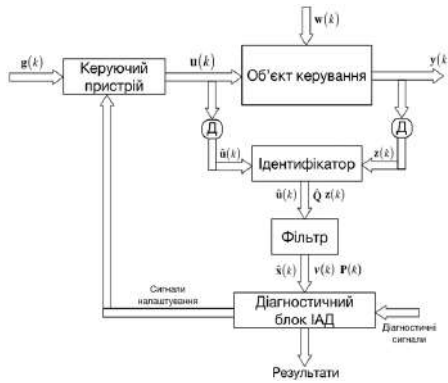 w(k)
g(k)
Керуючий
пристрій
u(k)
Об'єкт керування
y(k
Д
Д
û(k)
Ідентифікатор
z(k)
û(k) Q̂ z(k)
Фільтр
x̂(k) v(k) P(k)
Сигнали
налаштування
Діагностичний
блок ІАД
Діагностичні
сигнали
Результати